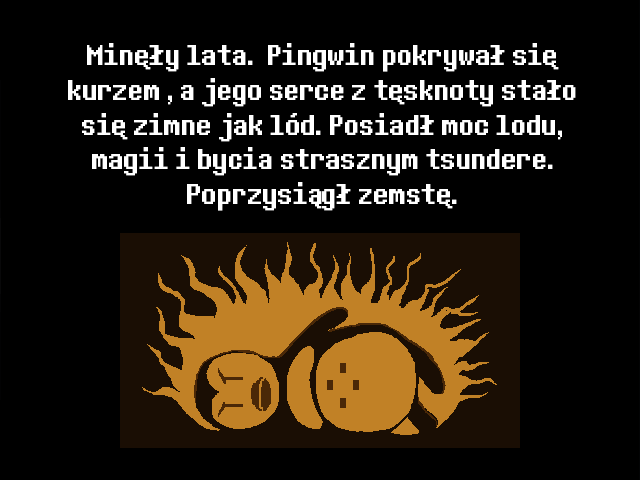 Minęły lata. Pingwin pokrywał się
kurzem , a jego serce z tęsknoty stało
się zimne jak lód. Posiadł moc lodu,
magii i bycia strasznym tsundere.
Poprzysiągł zemstę.